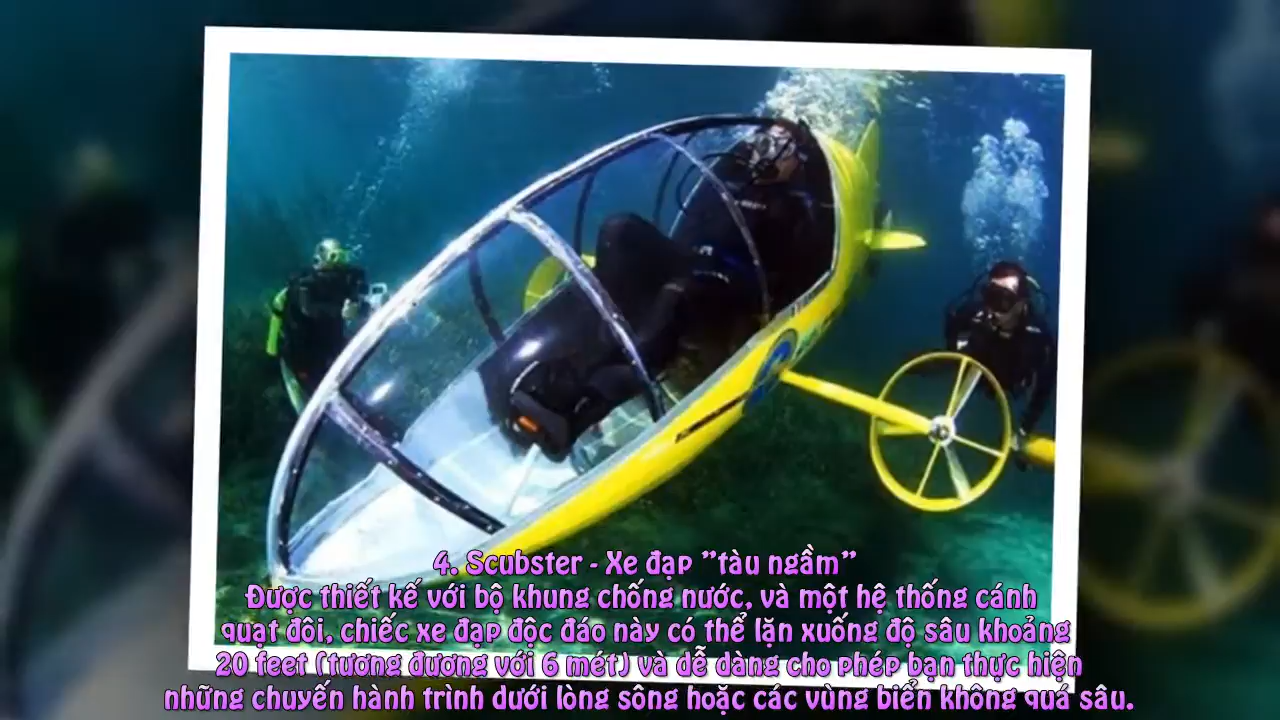 4. Scubster - Xe đạp "tàu ngầm"
Được thiết kế với bộ khung chống nước, và một hệ thống cánh
quạt đôi, chiếc xe đạp độc đáo này có thể lặn xuống độ sâu khoảng
20 feet (tương đương với 6 mét) và dễ dàng cho phép bạn thực hiện
những chuyến hành trình dưới lòng sông hoặc các vùng biển không quá sâu.